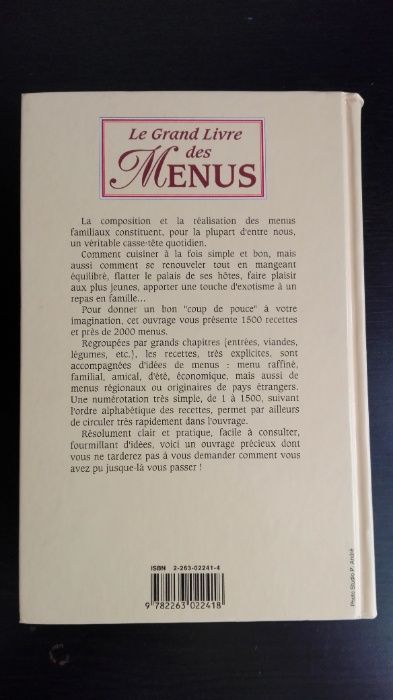 Le Grand Livre
des
MENUS
La composition et la réalisation des menus
familiaux constituent, pour la plupart d'entre nous,
un véritable casse-tête quotidien.
Comment cuisiner à la fois simple et bon, mais
aussi comment se renouveler tout en mangeant
équilibré, flatter le palais de ses hôtes, faire plaisir
aux plus jeunes, apporter une touche d'exotisme à un
repas en famille...
Pour donner un bon "coup de pouce" à votre
imagination, cet ouvrage vous présente 1500 recettes
et près de 2000 menus.
Regroupées par grands chapitres (entrées, viandes,
légumes, etc.), les recettes, très explicites, sont
accompagnées d'idées de menus : menu raffiné,
familial, amical, d'été, économique, mais aussi de
menus régionaux ou originaires de pays étrangers.
Une numérotation très simple, de 1 à 1500, suivant
l'ordre alphabétique des recettes, permet par ailleurs
de circuler très rapidement dans l'ouvrage.
Résolument clair et pratique, facile à consulter,
fourmillant d'idées, voici un ouvrage précieux dont
vous ne tarderez pas à vous demander comment vous
avez pu jusque-là vous passer !
ISBN 2-263-02241-4
9 782263 022418
Photo Studio P. André